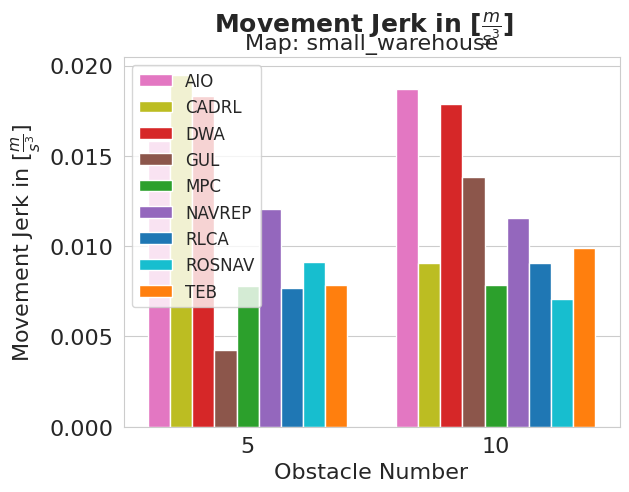 Movement Jerk in [m/s³]
Map: small_warehouse
Movement Jerk in [m/s³]
0.020
0.015
0.010
0.005
0.000
AIO
CADRL
DWA
GUL
MPC
NAVREP
RLCA
ROSNAV
TEB
5 10
Obstacle Number